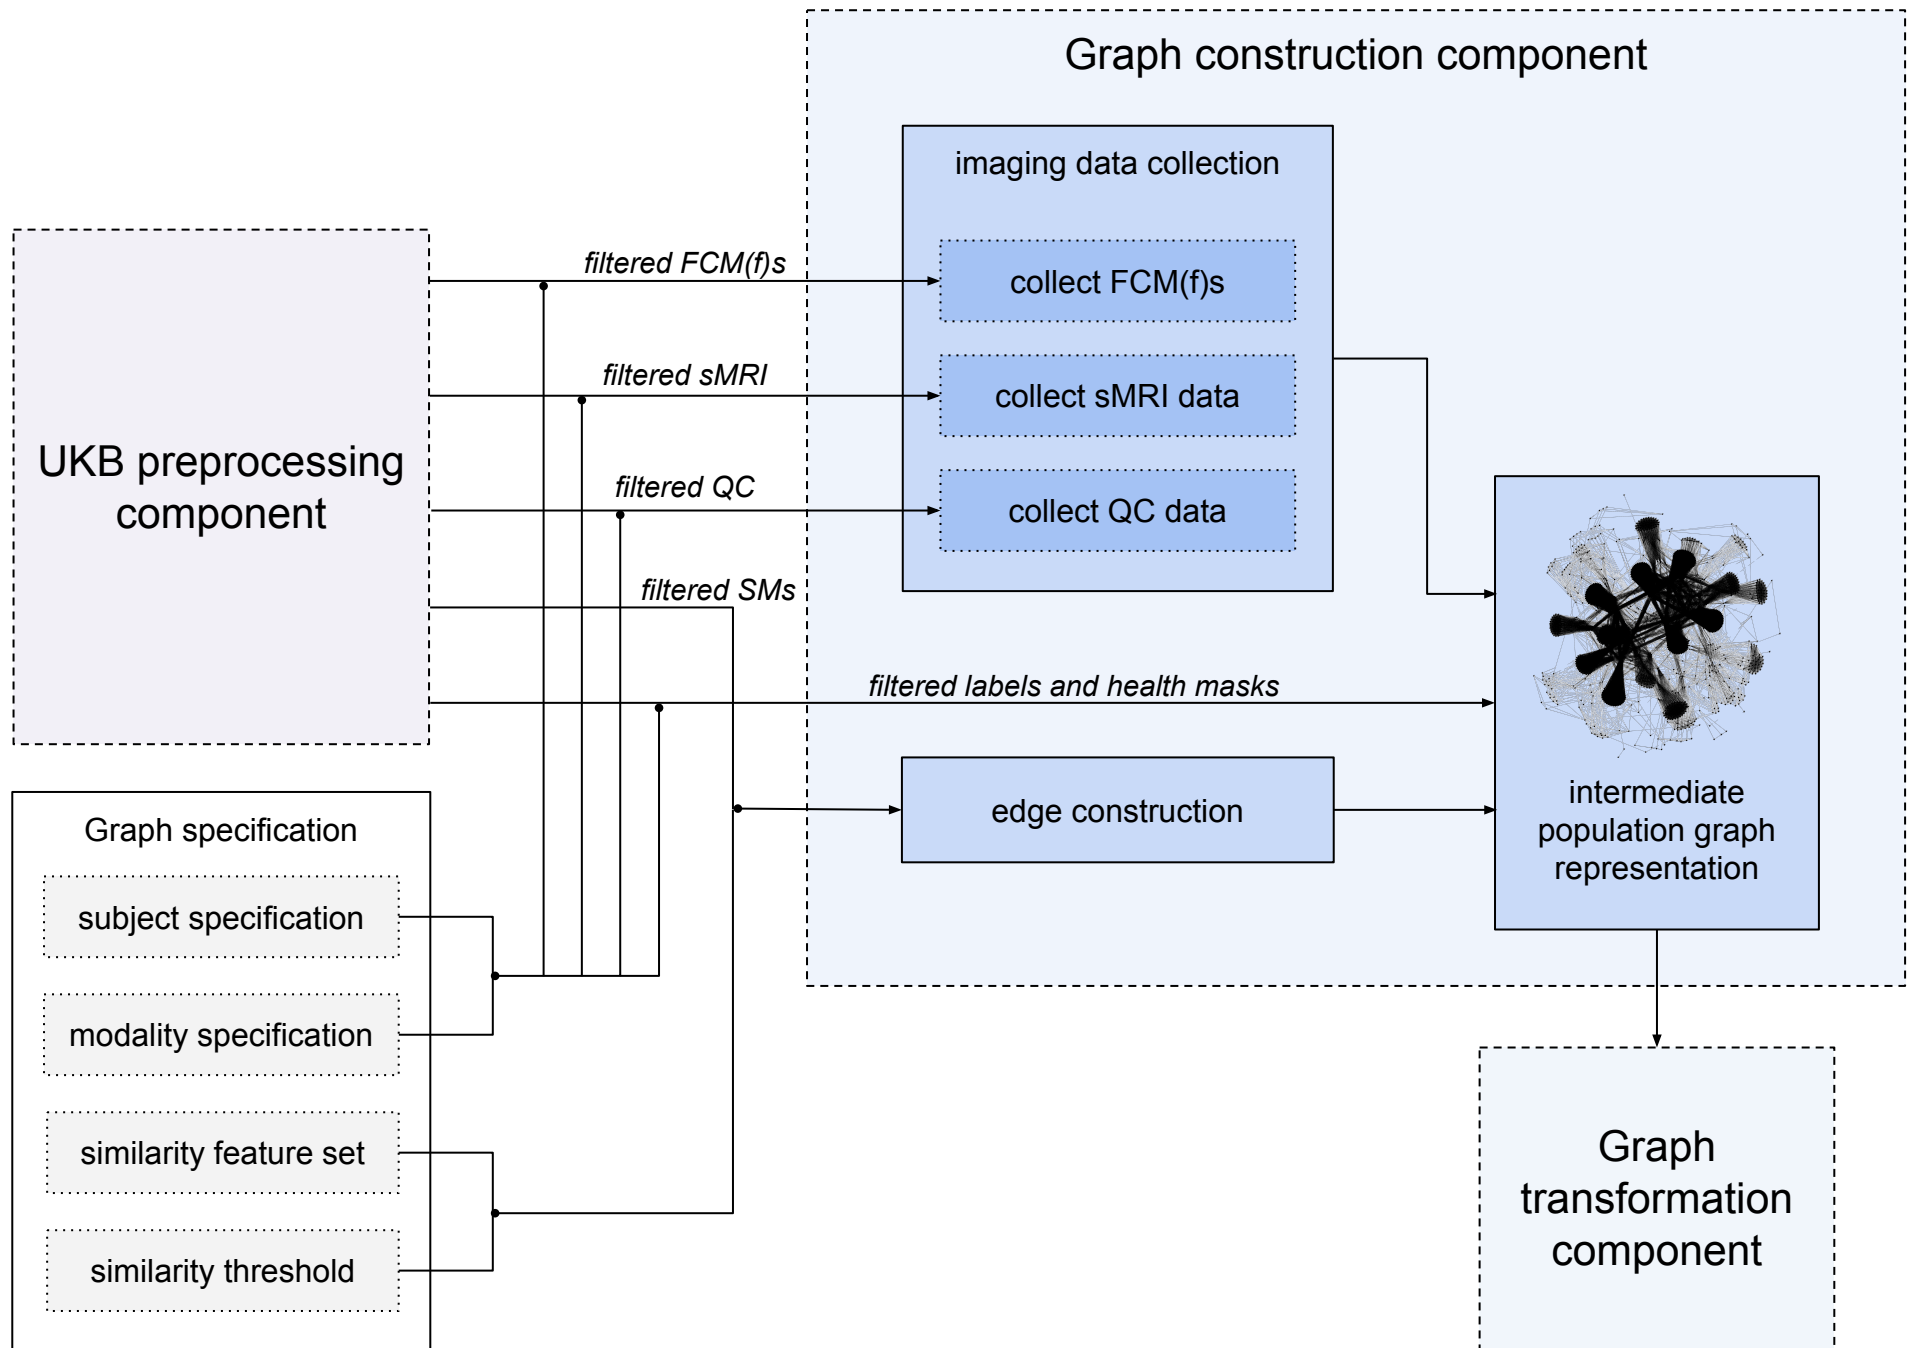 Graph construction component
imaging data collection
filtered FCM(f)s
collect FCM(f)s
filtered sMRI
collect sMRI data
UKB preprocessing
component
filtered QC
collect QC data
filtered SMs
filtered labels and health masks
edge construction
intermediate
population graph
representation
Graph specification
subject specification
modality specification
similarity feature set
similarity threshold
Graph
transformation
component